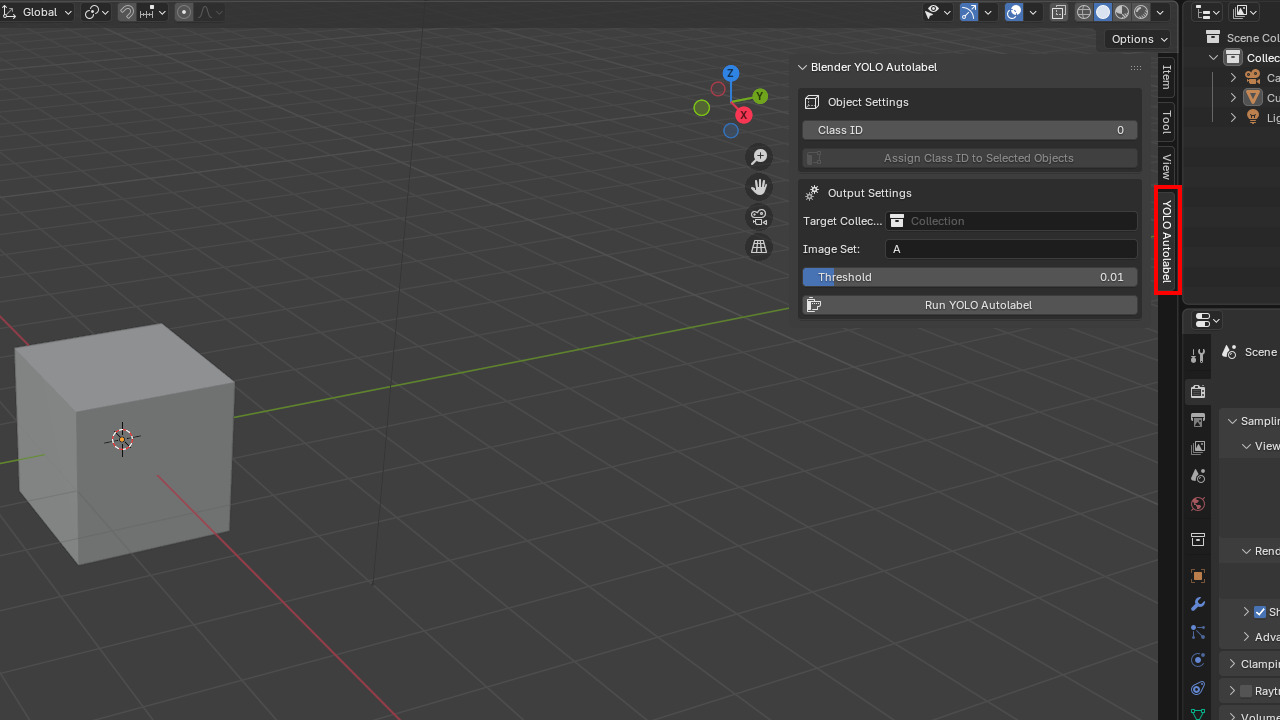 Global
Options
Scene Col
Collec
Ca
Cu
Lig
Z
Y
X
Blender YOLO Autolabel
Object Settings
Class ID 0
Assign Class ID to Selected Objects
Output Settings
Target Collec... Collection
Image Set: A
Threshold 0.01
Run YOLO Autolabel
Item
Tool
View
YOLO Autolabel
Scene
Samplin
View
Rend
Sh
Adva
Clampin
Raytr
Volume